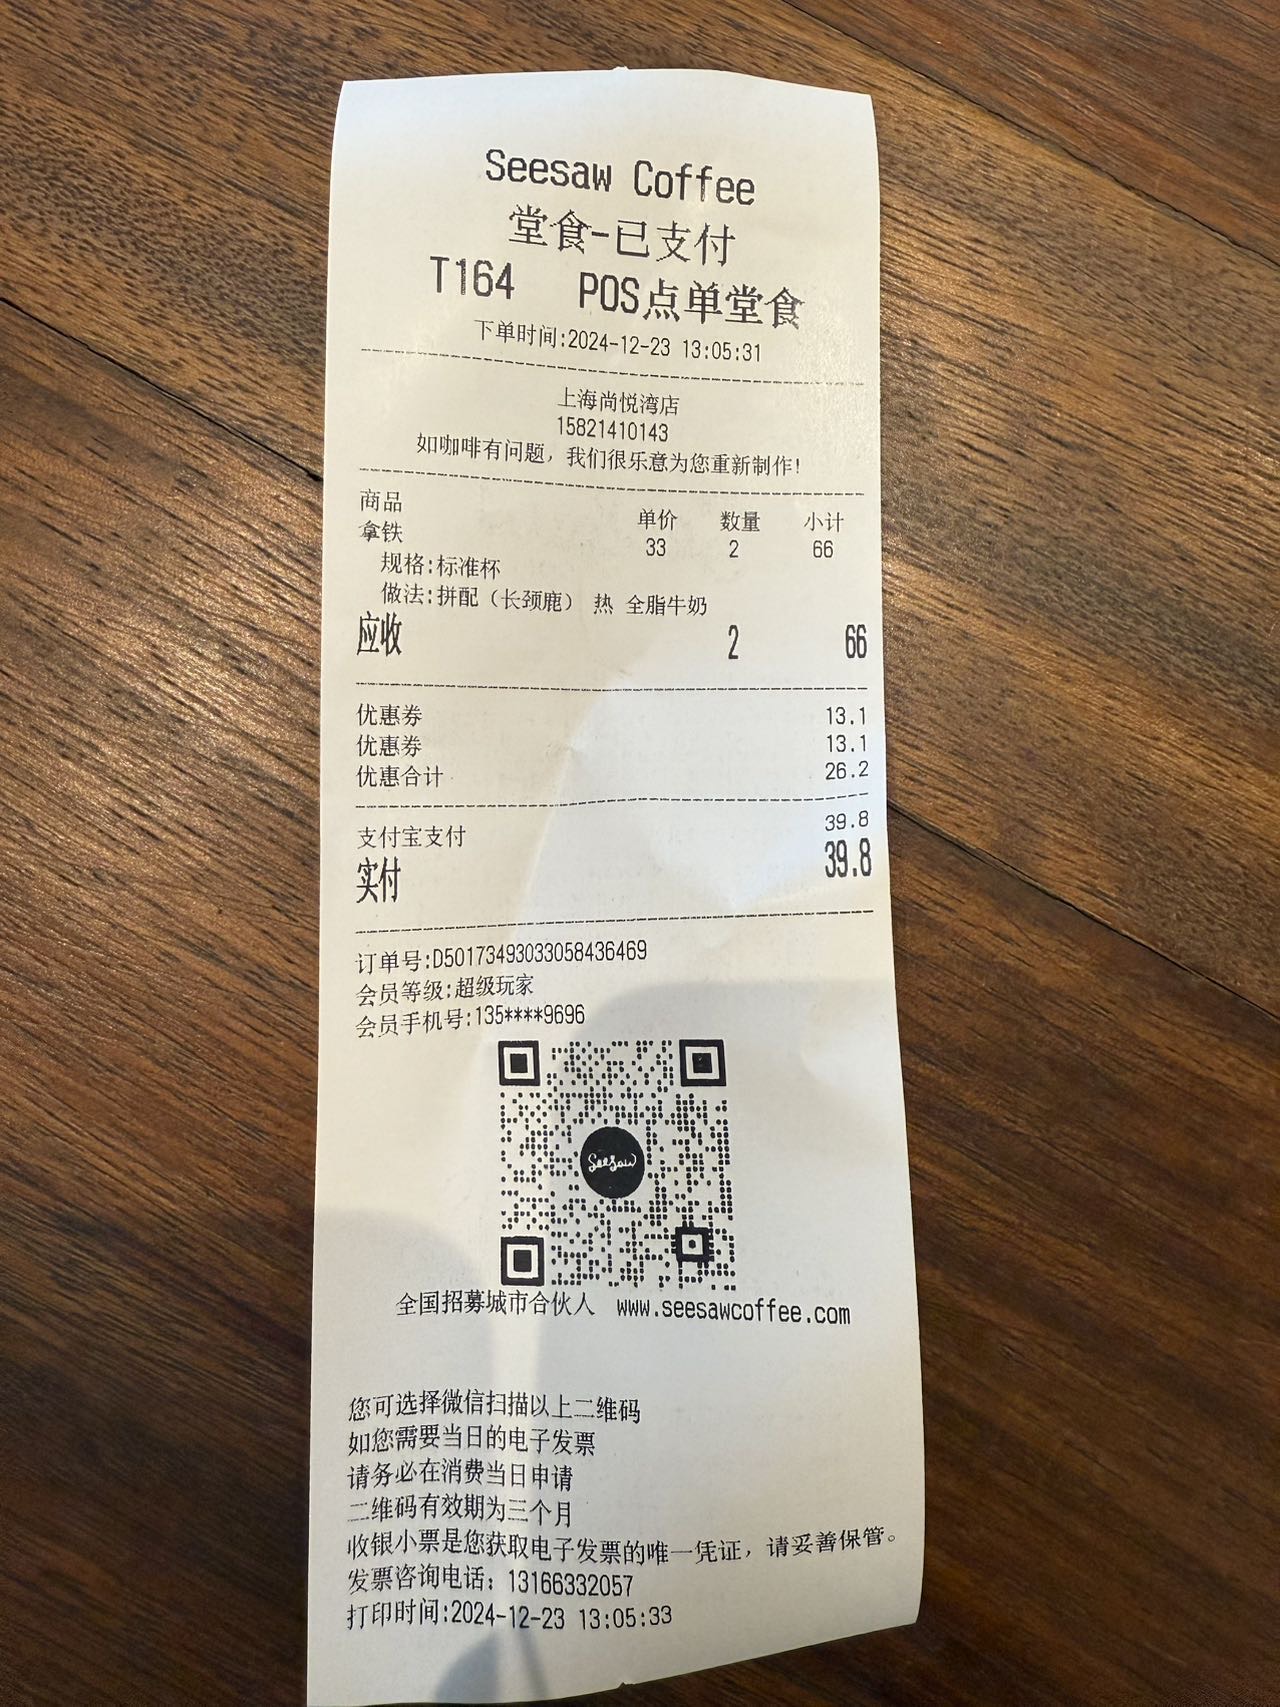 Seesaw Coffee
堂食-已支付
T164 POS点单堂食
下单时间:2024-12-23 13:05:31
上海尚悦湾店
15821410143
如咖啡有问题，我们很乐意为您重新制作!
商品 单价 数量 小计
拿铁 33 2 66
规格:标准杯
做法:拼配（长颈鹿） 热 全脂牛奶
应收 2 66
优惠券 13.1
优惠券 13.1
优惠合计 26.2
支付宝支付 39.8
实付 39.8
订单号:D50173493033058436469
会员等级:超级玩家
会员手机号:135****9696
SeeSaw
全国招募城市合伙人 www.seesawcoffee.com
您可选择微信扫描以上二维码
如您需要当日的电子发票
请务必在消费当日申请
二维码有效期为三个月
收银小票是您获取电子发票的唯一凭证，请妥善保管。
发票咨询电话：13166332057
打印时间:2024-12-23 13:05:33